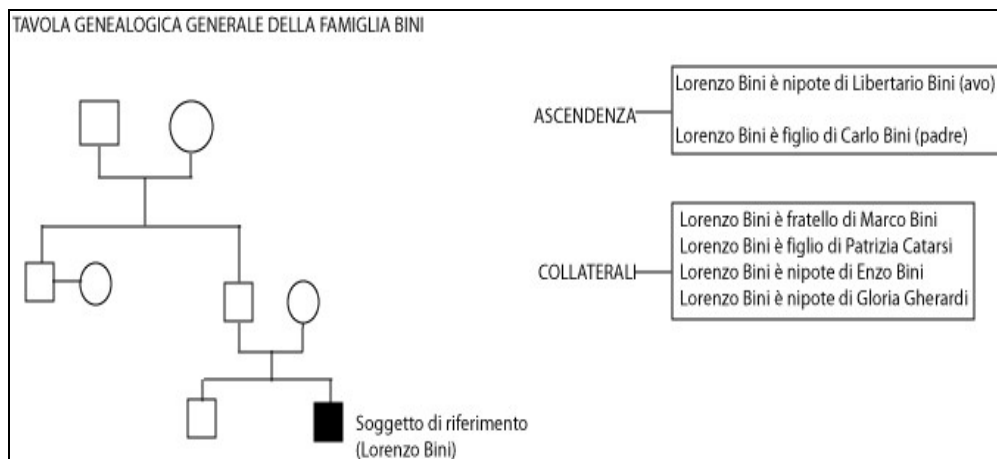 TAVOLA GENEALOGICA GENERALE DELLA FAMIGLIA BINI
ASCENDENZA
Lorenzo Bini è nipote di Libertario Bini (avo)
Lorenzo Bini è figlio di Carlo Bini (padre)
COLLATERALI
Lorenzo Bini è fratello di Marco Bini
Lorenzo Bini è figlio di Patrizia Catarsi
Lorenzo Bini è nipote di Enzo Bini
Lorenzo Bini è nipote di Gloria Gherardi
Soggetto di riferimento
(Lorenzo Bini)